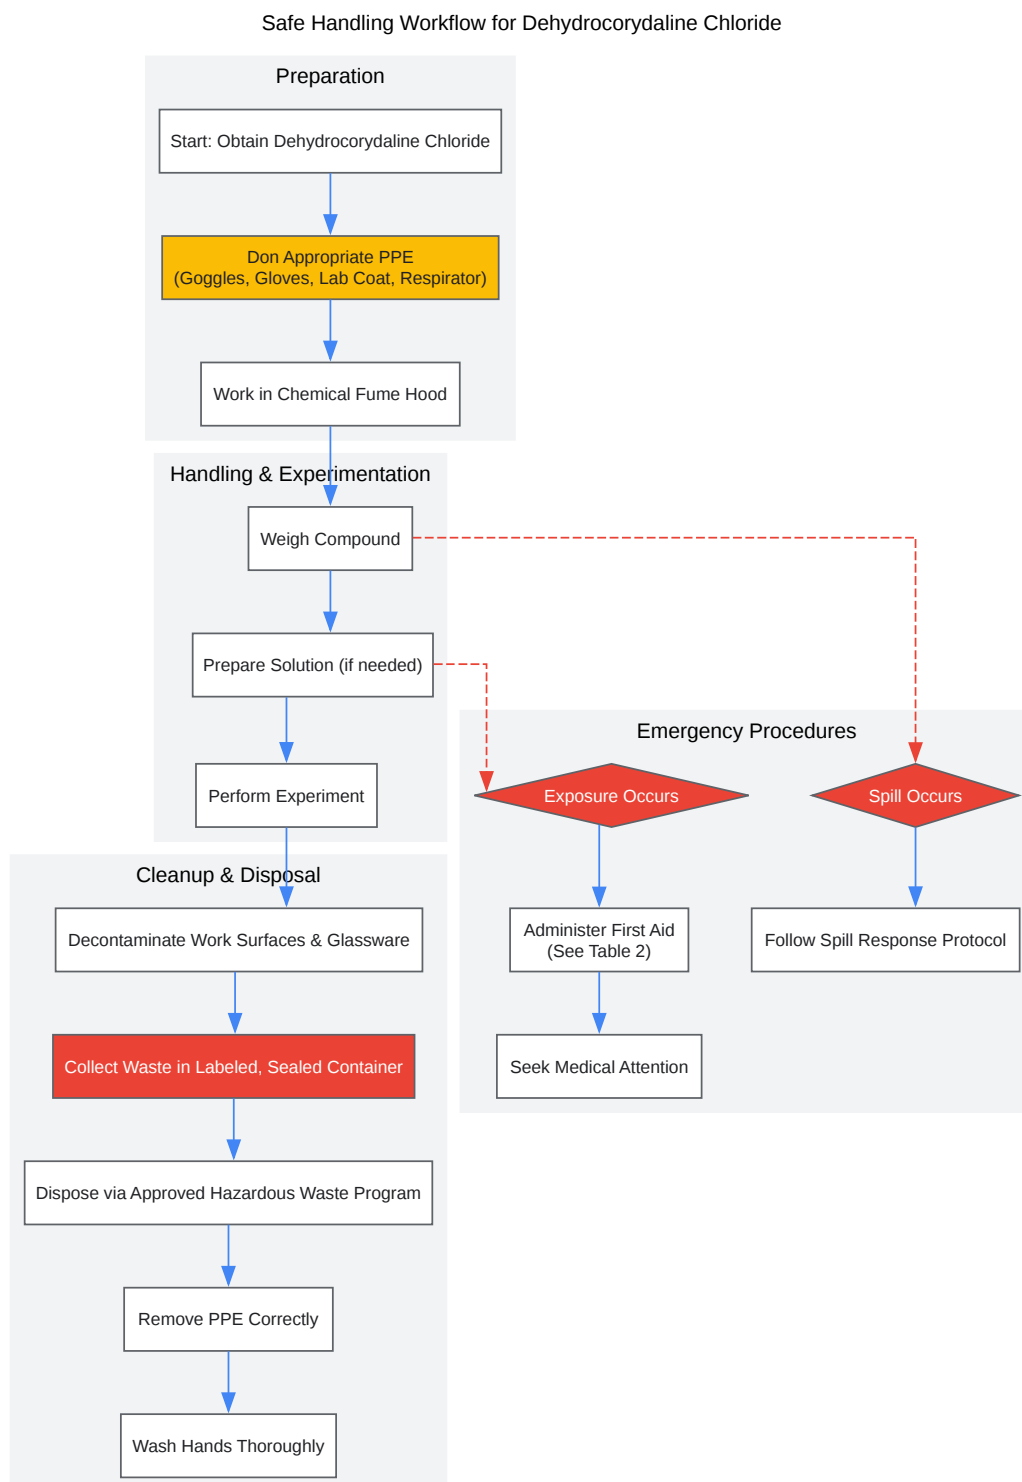 Safe Handling Workflow for Dehydrocorydaline Chloride
Preparation
Start: Obtain Dehydrocorydaline Chloride
Don Appropriate PPE
(Goggles, Gloves, Lab Coat, Respirator)
Work in Chemical Fume Hood
Handling & Experimentation
Weigh Compound
Prepare Solution (if needed)
Perform Experiment
Emergency Procedures
Exposure Occurs
Spill Occurs
Administer First Aid
(See Table 2)
Follow Spill Response Protocol
Seek Medical Attention
Cleanup & Disposal
Decontaminate Work Surfaces & Glassware
Collect Waste in Labeled, Sealed Container
Dispose via Approved Hazardous Waste Program
Remove PPE Correctly
Wash Hands Thoroughly